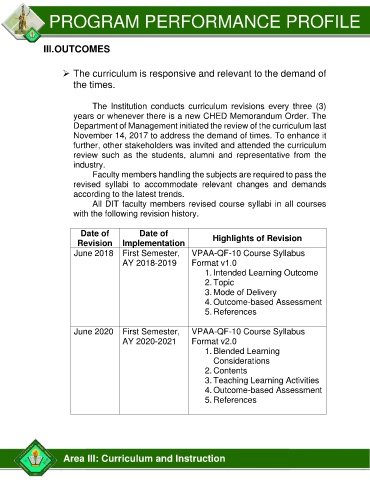 PROGRAM PERFORMANCE PROFILE
III.OUTCOMES
➢ The curriculum is responsive and relevant to the demand of
the times.
The Institution conducts curriculum revisions every three (3)
years or whenever there is a new CHED Memorandum Order. The
Department of Management initiated the review of the curriculum last
November 14, 2017 to address the demand of times. To enhance it
further, other stakeholders was invited and attended the curriculum
review such as the students, alumni and representative from the
industry.
Faculty members handling the subjects are required to pass the
revised syllabi to accommodate relevant changes and demands
according to the latest trends.
All DIT faculty members revised course syllabi in all courses
with the following revision history.
Date of Revision | Date of Implementation | Highlights of Revision
June 2018 First Semester, VPAA-QF-10 Course Syllabus
AY 2018-2019 Format v1.0
1. Intended Learning Outcome
2. Topic
3. Mode of Delivery
4. Outcome-based Assessment
5. References
June 2020 First Semester, VPAA-QF-10 Course Syllabus
AY 2020-2021 Format v2.0
1. Blended Learning
Considerations
2. Contents
3. Teaching Learning Activities
4. Outcome-based Assessment
5. References
Area III: Curriculum and Instruction